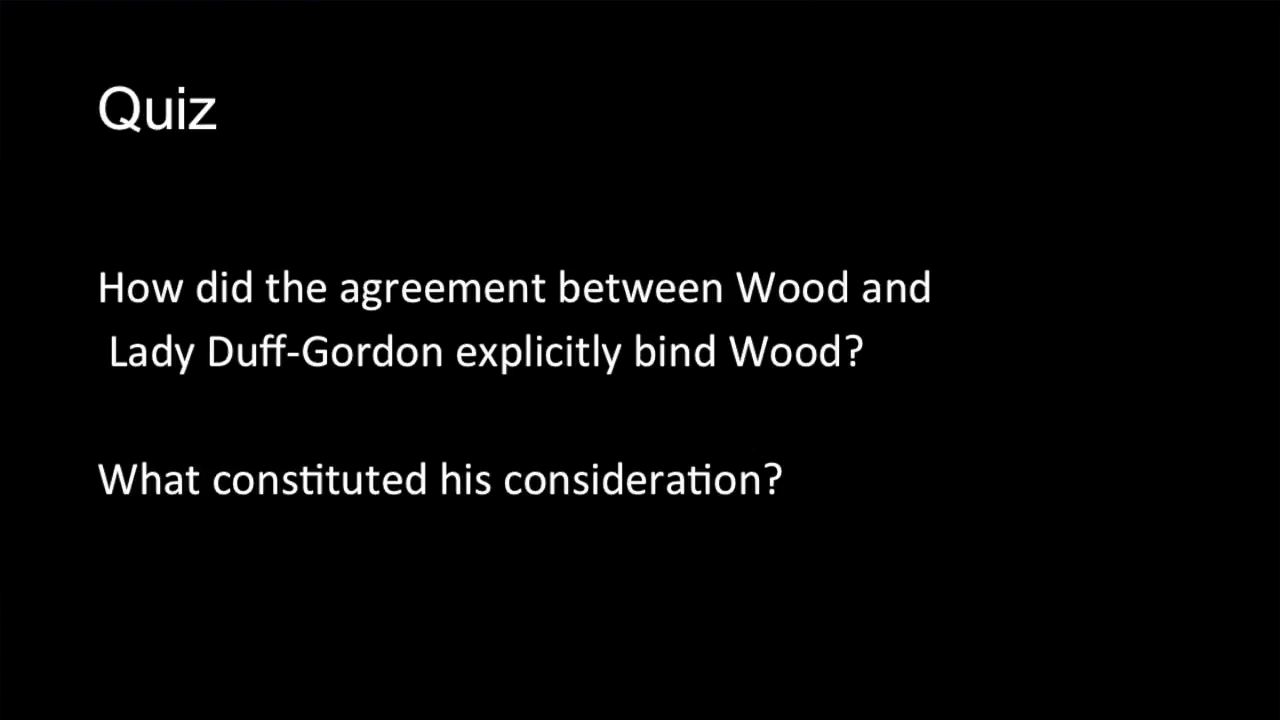 Quiz
How did the agreement between Wood and
Lady Duff-Gordon explicitly bind Wood?
What constituted his consideration?